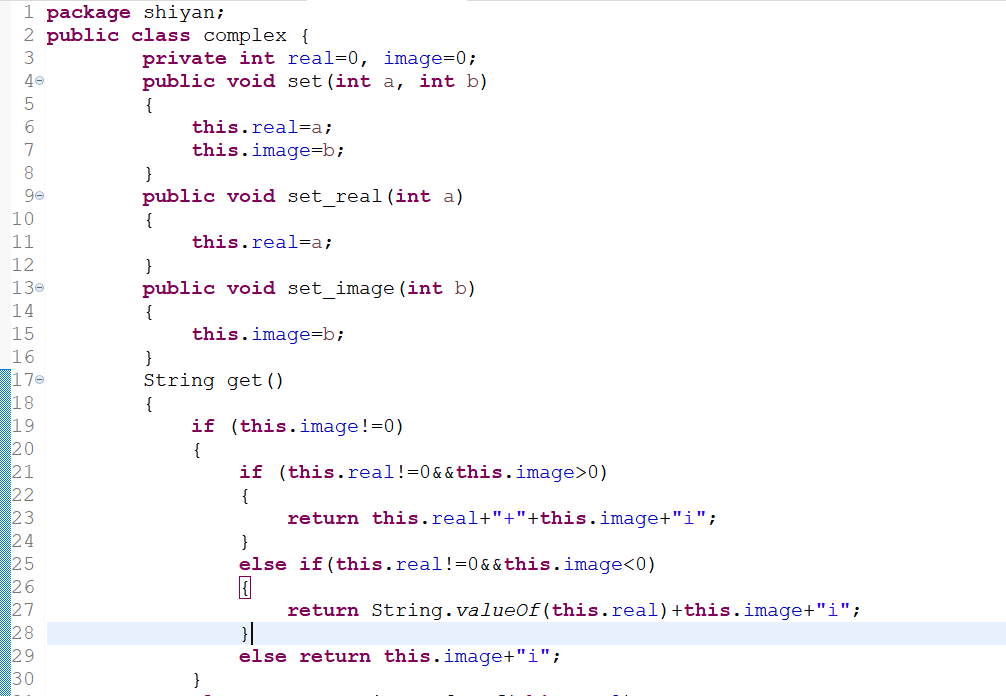 1 package shiyan;
2 public class complex {
3 private int real=0, image=0;
4 public void set(int a, int b)
5 {
6 this.real=a;
7 this.image=b;
8 }
9 public void set_real(int a)
10 {
11 this.real=a;
12 }
13 public void set_image(int b)
14 {
15 this.image=b;
16 }
17 String get()
18 {
19 if (this.image!=0)
20 {
21 if (this.real!=0&&this.image>0)
22 {
23 return this.real+"+"+this.image+"i";
24 }
25 else if(this.real!=0&&this.image<0)
26 {
27 return String.valueOf(this.real)+this.image+"i";
28 }
29 else return this.image+"i";
30 }